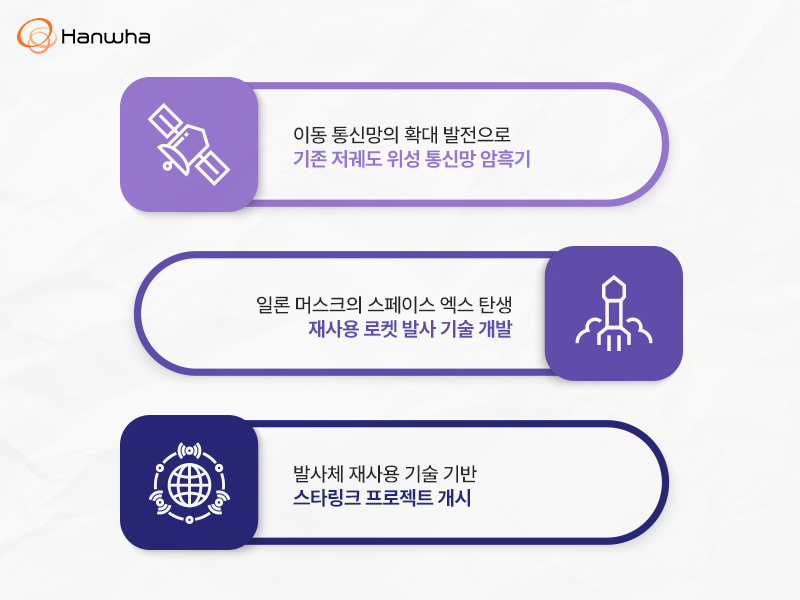 Hanwha
이동 통신망의 확대 발전으로
기존 저궤도 위성 통신망 암흑기
일론 머스크의 스페이스 엑스 탄생
재사용 로켓 발사 기술 개발
발사체 재사용 기술 기반
스타링크 프로젝트 개시